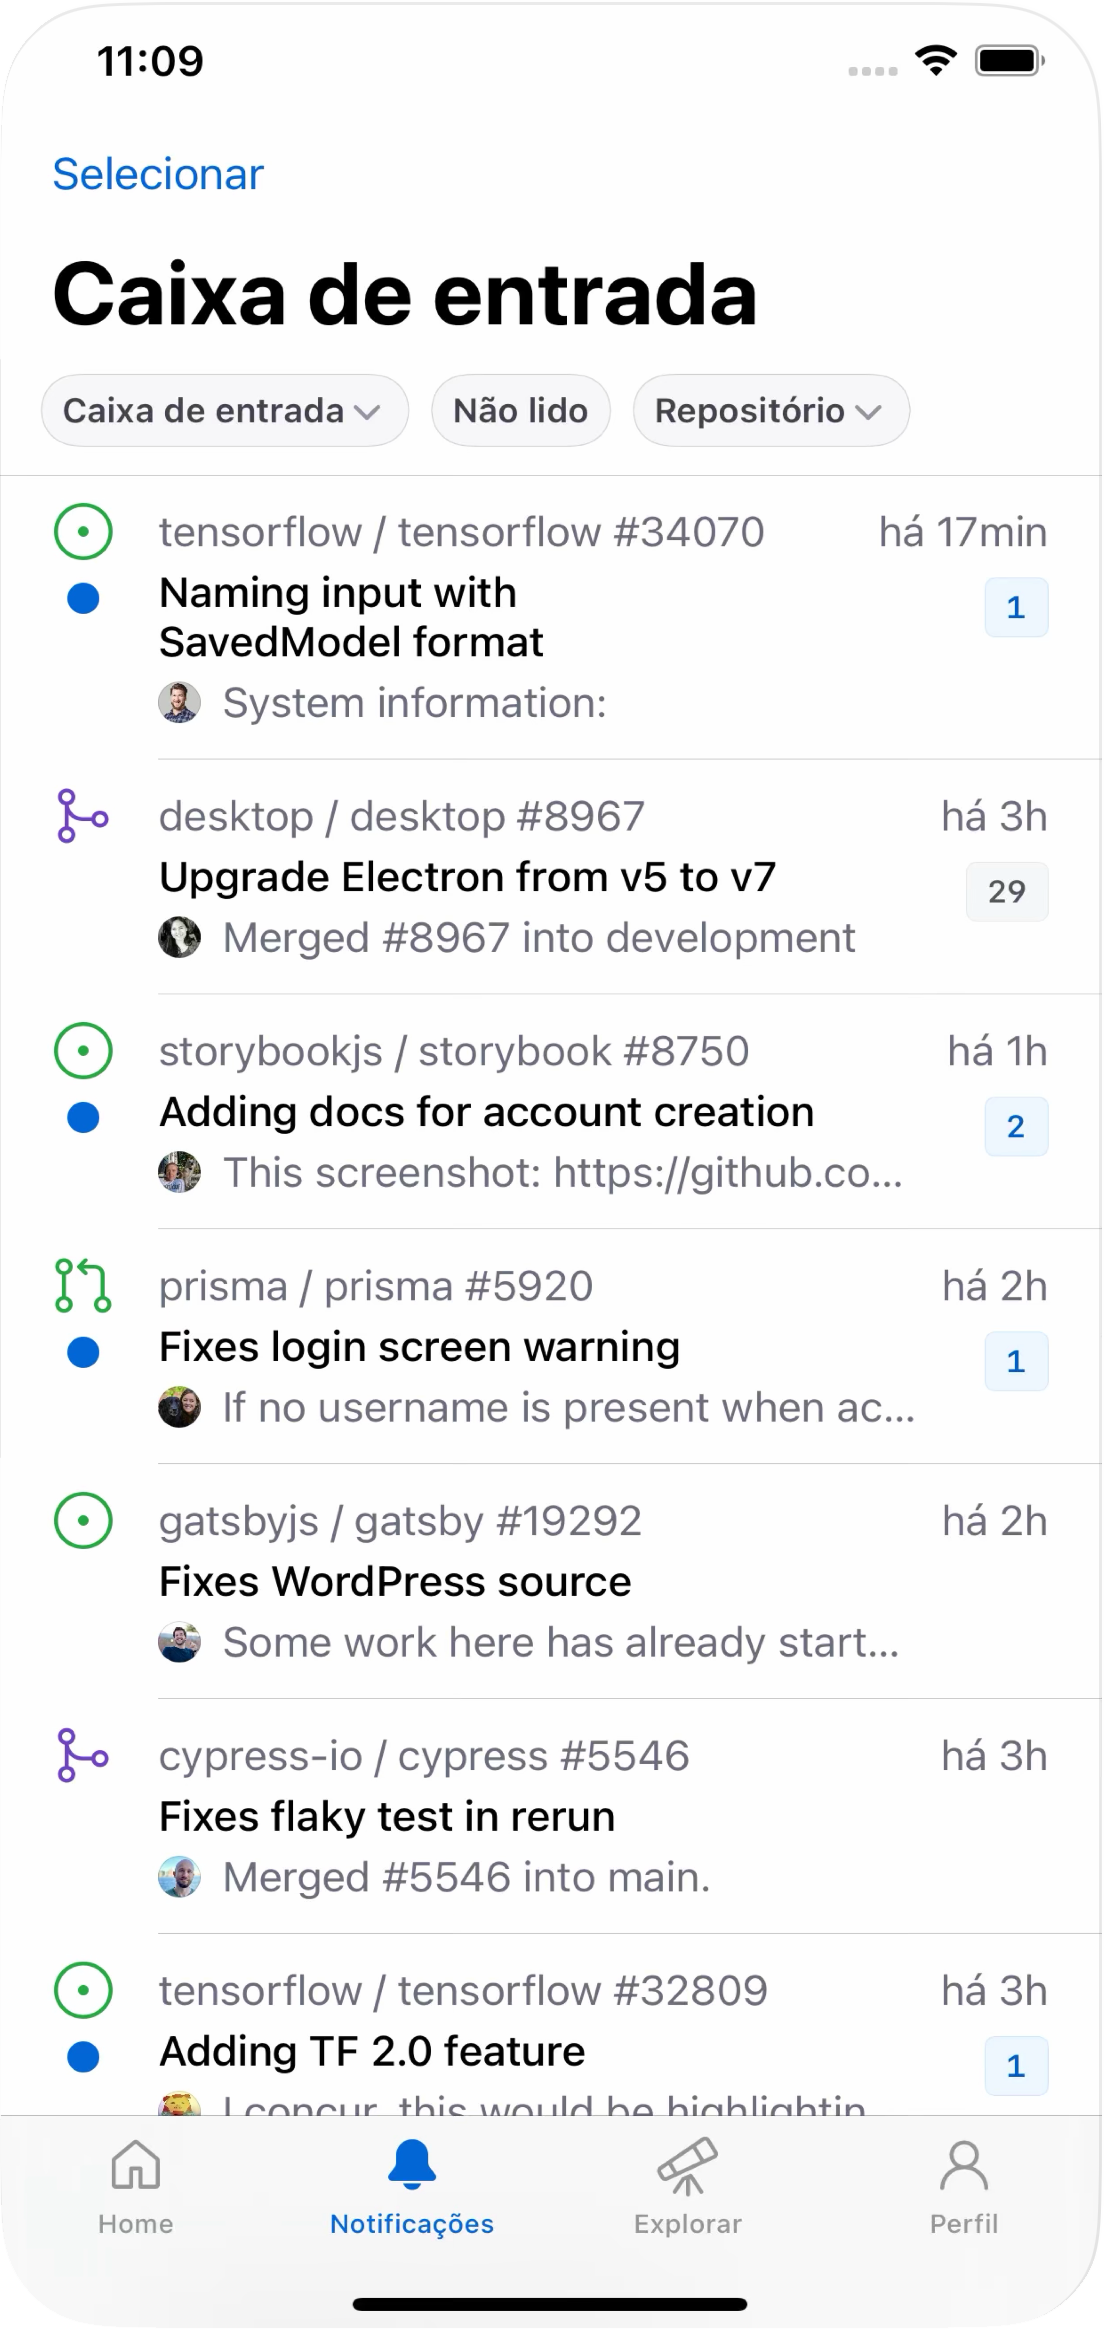 11:09
Selecionar
Caixa de entrada
Caixa de entrada Não lido Repositório
tensorflow / tensorflow #34070 há 17min
Naming input with 1
SavedModel format
System information:
desktop / desktop #8967 há 3h
Upgrade Electron from v5 to v7 29
Merged #8967 into development
storybookjs / storybook #8750 há 1h
Adding docs for account creation 2
This screenshot: https://github.co...
prisma / prisma #5920 há 2h
Fixes login screen warning 1
If no username is present when ac...
gatsbyjs / gatsby #19292 há 2h
Fixes WordPress source
Some work here has already start...
cypress-io / cypress #5546 há 3h
Fixes flaky test in rerun
Merged #5546 into main.
tensorflow / tensorflow #32809 há 3h
Adding TF 2.0 feature 1
I concur, this would be highlightin
Home Notificações Explorar Perfil